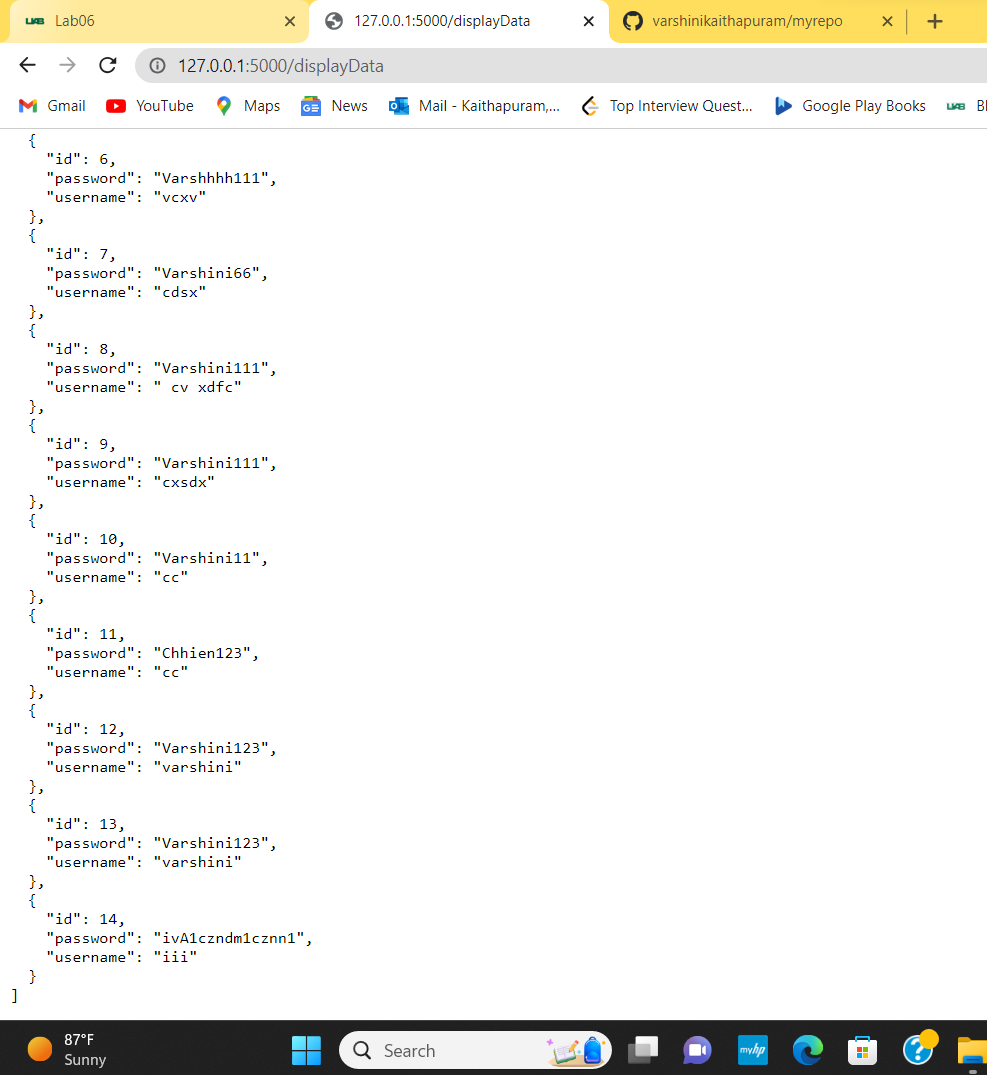 UAB Lab06
127.0.0.1:5000/displayData
varshinikaithapuram/myrepo
127.0.0.1:5000/displayData
Gmail YouTube Maps GE News Mail - Kaithapuram,... Top Interview Quest... Google Play Books UAB Bl
{
"id": 6,
"password": "Varshhhh111",
"username": "vcxv"
},
{
"id": 7,
"password": "Varshini66",
"username": "cdsx"
},
{
"id": 8,
"password": "Varshini111",
"username": " cv xdfc"
},
{
"id": 9,
"password": "Varshini111",
"username": "cxsdx"
},
{
"id": 10,
"password": "Varshini11",
"username": "cc"
},
{
"id": 11,
"password": "Chhien123",
"username": "cc"
},
{
"id": 12,
"password": "Varshini123",
"username": "varshini"
},
{
"id": 13,
"password": "Varshini123",
"username": "varshini"
},
{
"id": 14,
"password": "ivA1czndm1cznn1",
"username": "iii"
}
]
87°F
Sunny
Search
myhp